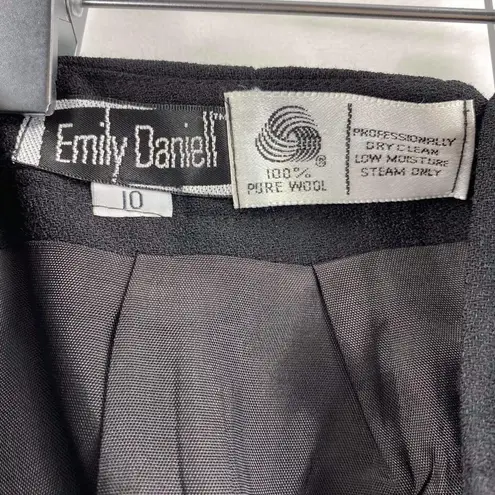 Emily Daniell
10
®
100%
PURE WOOL
PROFESSIONALLY
DRY CLEAN
LOW MOISTURE
STEAM ONLY